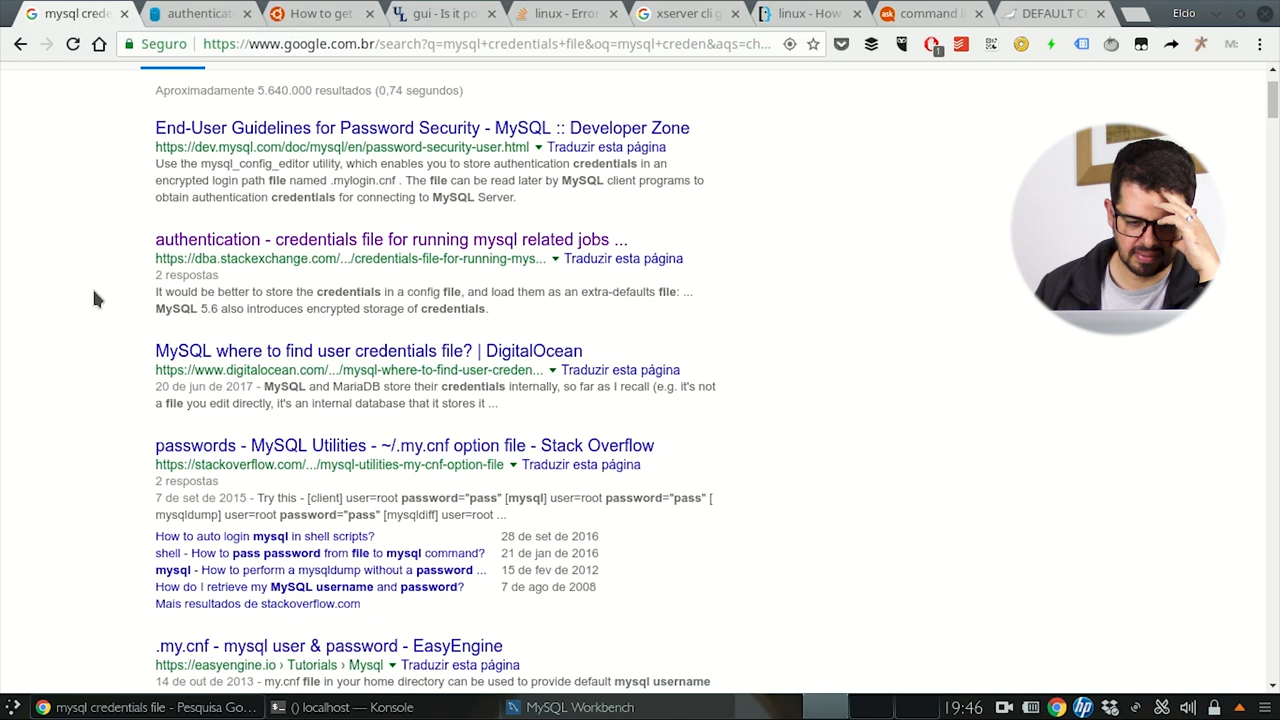 mysql crede
authenticat
How to get
gui - Is it po
linux - Erro
xserver cli g
linux - How
command li
DEFAULT C
Elcio
Seguro
https://www.google.com.br/search?q=mysql+credentials+file&oq=mysql+creden&aqs=ch...
1
M:
Aproximadamente 5.640.000 resultados (0,74 segundos)
End-User Guidelines for Password Security - MySQL :: Developer Zone
https://dev.mysql.com/doc/mysql/en/password-security-user.html Traduzir esta página
Use the mysql_config_editor utility, which enables you to store authentication credentials in an
encrypted login path file named .mylogin.cnf . The file can be read later by MySQL client programs to
obtain authentication credentials for connecting to MySQL Server.
authentication - credentials file for running mysql related jobs ...
https://dba.stackexchange.com/.../credentials-file-for-running-mys... Traduzir esta página
2 respostas
It would be better to store the credentials in a config file, and load them as an extra-defaults file: ...
MySQL 5.6 also introduces encrypted storage of credentials.
MySQL where to find user credentials file? | DigitalOcean
https://www.digitalocean.com/.../mysql-where-to-find-user-creden... Traduzir esta página
20 de jun de 2017 - MySQL and MariaDB store their credentials internally, so far as I recall (e.g. it's not
a file you edit directly, it's an internal database that it stores it ...
passwords - MySQL Utilities - ~/.my.cnf option file - Stack Overflow
https://stackoverflow.com/.../mysql-utilities-my-cnf-option-file Traduzir esta página
2 respostas
7 de set de 2015 - Try this - [client] user=root password="pass" [mysql] user=root password="pass" [
mysqldump] user=root password="pass" [mysqldiff] user=root ...
How to auto login mysql in shell scripts? 28 de set de 2016
shell - How to pass password from file to mysql command? 21 de jan de 2016
mysql - How to perform a mysqldump without a password ... 15 de fev de 2012
How do I retrieve my MySQL username and password? 7 de ago de 2008
Mais resultados de stackoverflow.com
.my.cnf - mysql user & password - EasyEngine
https://easyengine.io › Tutorials › Mysql Traduzir esta página
14 de out de 2013 - my.cnf file in your home directory can be used to provide default mysql username
mysql credentials file - Pesquisa Go...
() localhost — Konsole
MySQL Workbench
19:46